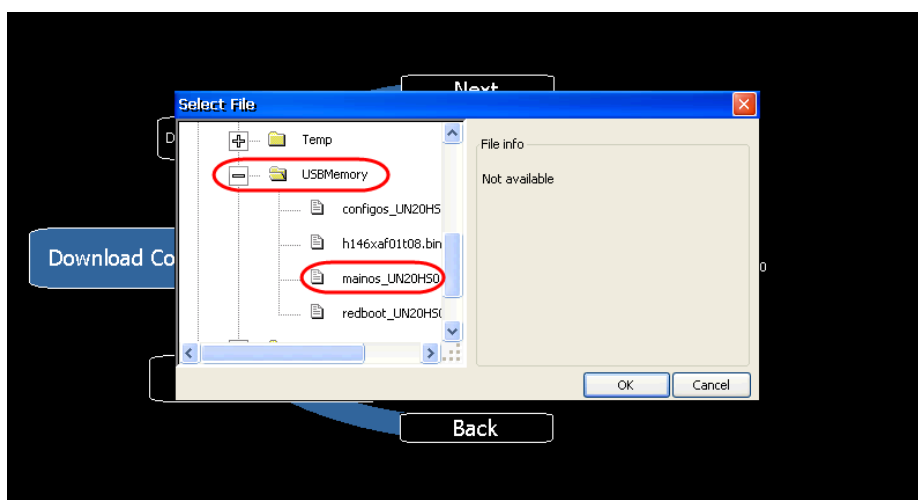 Next
Select File
D
Temp
File info
USBMemory
Not available
configos_UN20HS
h146xaf01t08.bin
Download Co
mainos_UN20HS0
0
redboot_UN20HS(
OK
Cancel
Back